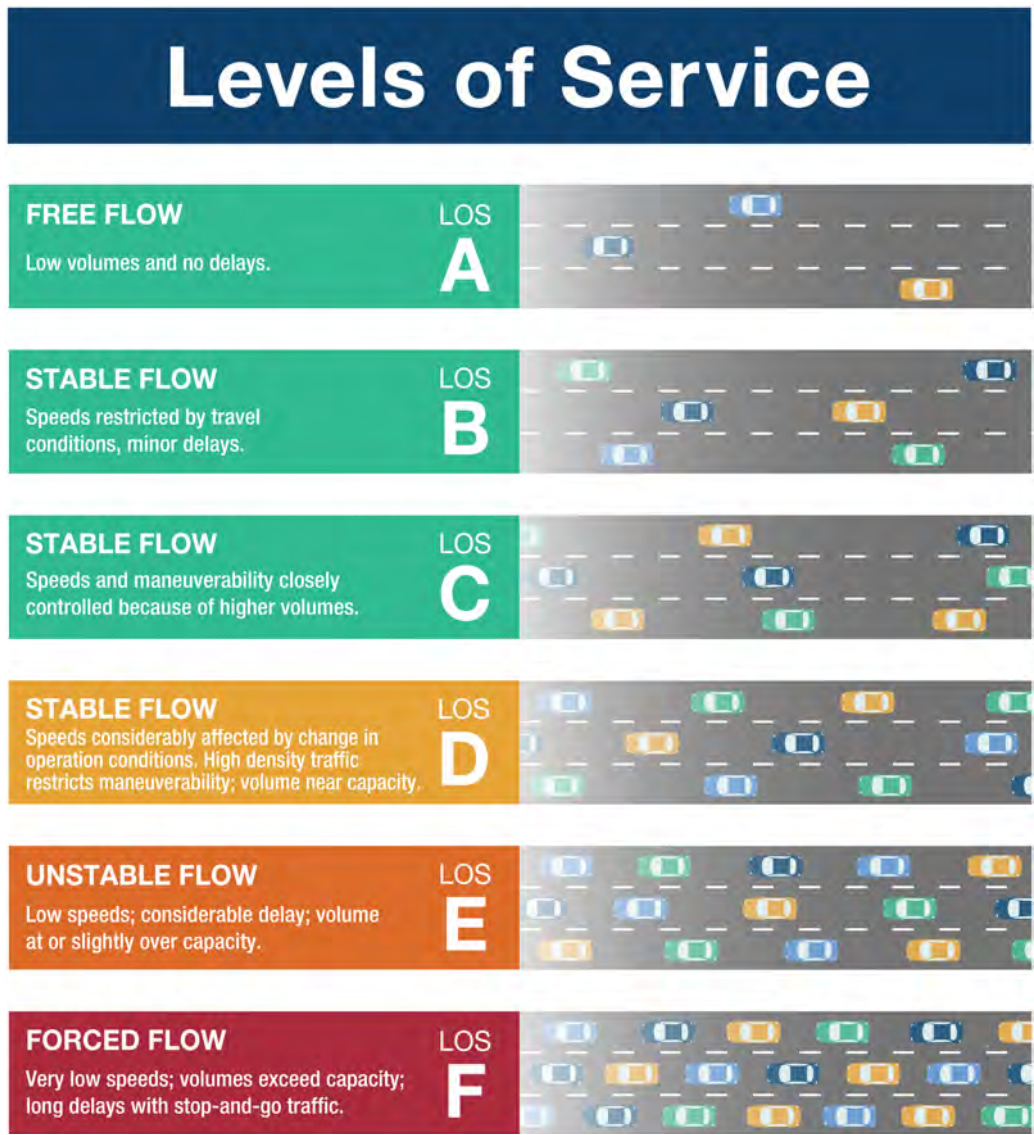 Levels of Service
FREE FLOW
Low volumes and no delays.
LOS
A
STABLE FLOW
Speeds restricted by travel
conditions, minor delays.
LOS
B
STABLE FLOW
Speeds and maneuverability closely
controlled because of higher volumes.
LOS
C
STABLE FLOW
Speeds considerably affected by change in
operation conditions. High density traffic
restricts maneuverability; volume near capacity.
LOS
D
UNSTABLE FLOW
Low speeds; considerable delay; volume
at or slightly over capacity.
LOS
E
FORCED FLOW
Very low speeds; volumes exceed capacity;
long delays with stop-and-go traffic.
LOS
F